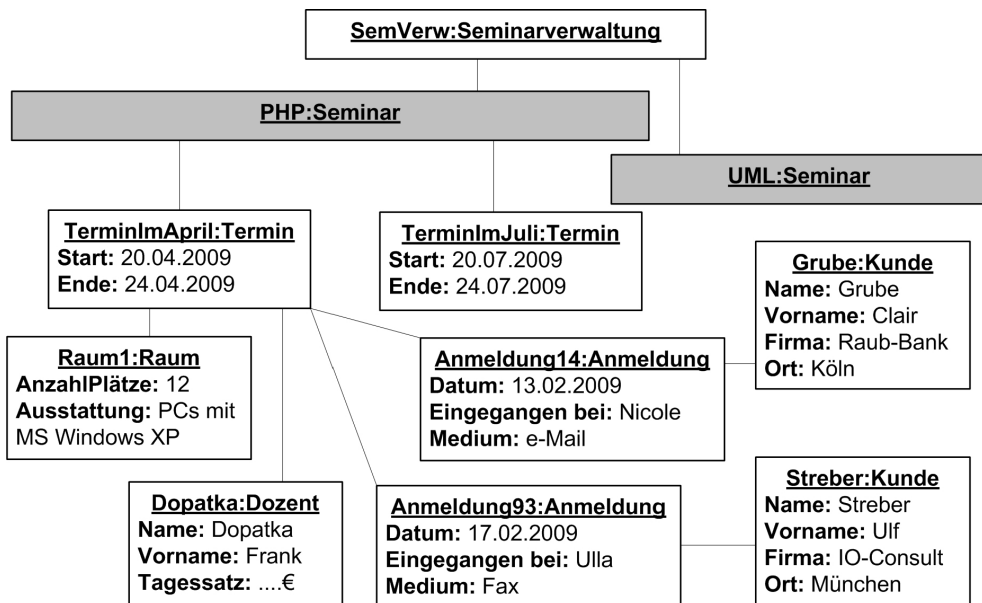 SemVerw:Seminarverwaltung
PHP:Seminar
UML:Seminar
TerminImApril:Termin
Start: 20.04.2009
Ende: 24.04.2009
TerminImJuli:Termin
Start: 20.07.2009
Ende: 24.07.2009
Grube:Kunde
Name: Grube
Vorname: Clair
Firma: Raub-Bank
Ort: Köln
Raum1:Raum
AnzahlPlätze: 12
Ausstattung: PCs mit
MS Windows XP
Anmeldung14:Anmeldung
Datum: 13.02.2009
Eingegangen bei: Nicole
Medium: e-Mail
Dopatka:Dozent
Name: Dopatka
Vorname: Frank
Tagessatz: ....€
Anmeldung93:Anmeldung
Datum: 17.02.2009
Eingegangen bei: Ulla
Medium: Fax
Streber:Kunde
Name: Streber
Vorname: Ulf
Firma: IO-Consult
Ort: München